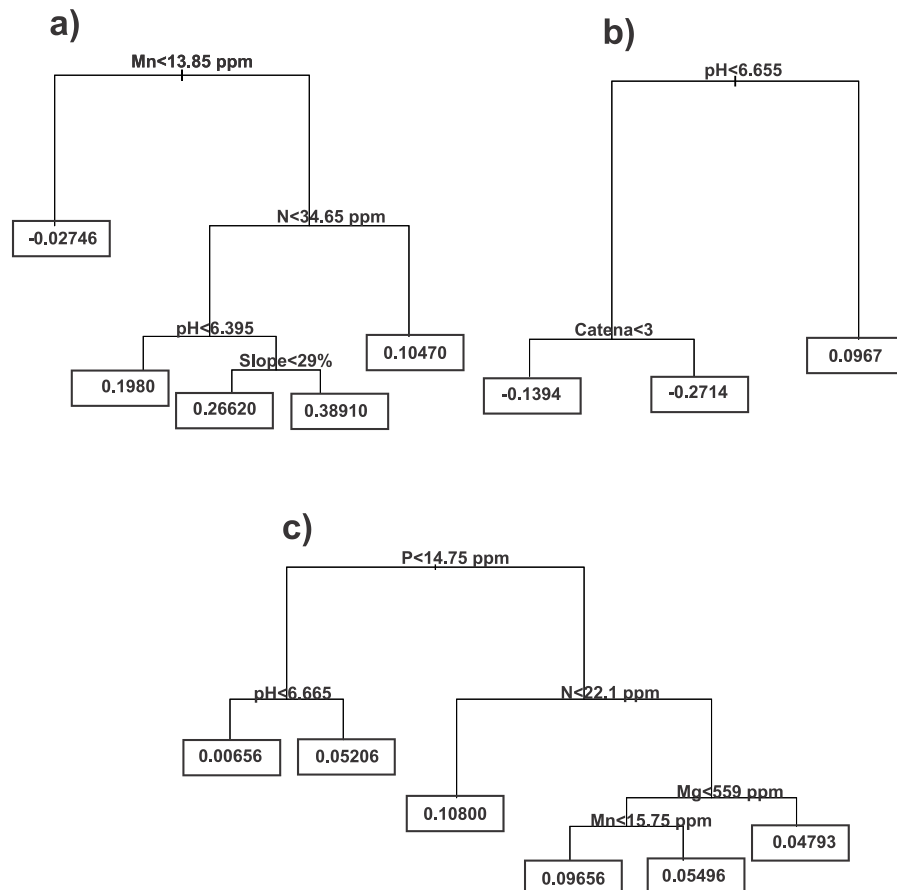 a)
Mn<13.85 ppm
-0.02746
N<34.65 ppm
pH<6.395
0.10470
Slope<29%
0.1980
0.26620
0.38910
b)
pH<6.655
Catena<3
0.0967
-0.1394
-0.2714
c)
P<14.75 ppm
pH<6.665
N<22.1 ppm
0.00656
0.05206
0.10800
Mg<559 ppm
Mn<15.75 ppm
0.04793
0.09656
0.05496